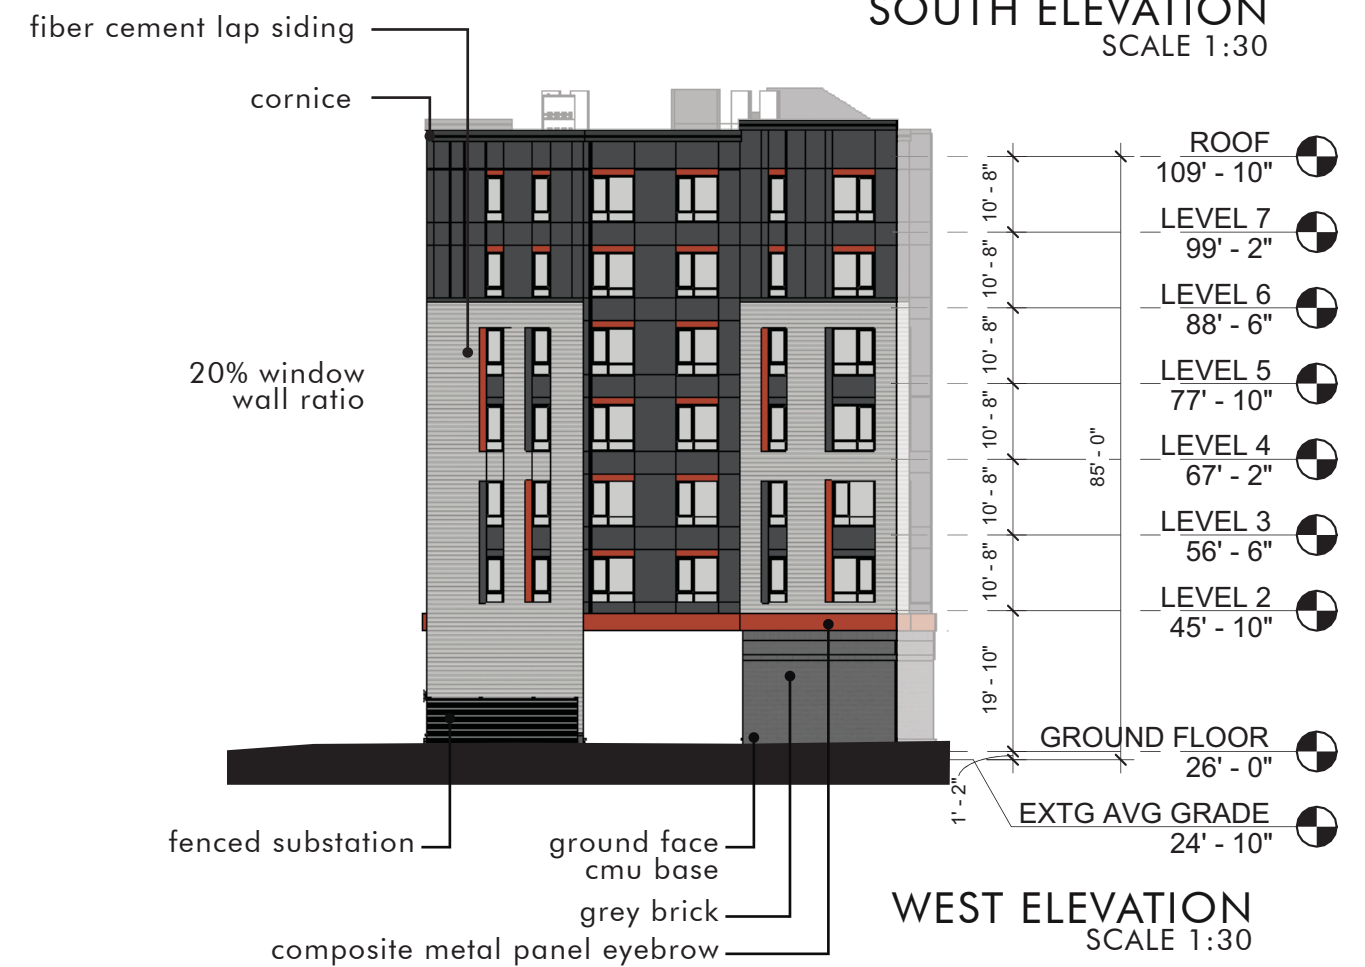 SOUTH ELEVATION
SCALE 1:30
fiber cement lap siding
cornice
20% window
wall ratio
ROOF
109' - 10"
10' - 8"
LEVEL 7
99' - 2"
10' - 8"
LEVEL 6
88' - 6"
10' - 8"
LEVEL 5
77' - 10"
10' - 8"
85' - 0"
LEVEL 4
67' - 2"
10' - 8"
LEVEL 3
56' - 6"
10' - 8"
LEVEL 2
45' - 10"
19' - 10"
GROUND FLOOR
26' - 0"
1' - 2"
EXTG AVG GRADE
24' - 10"
fenced substation
ground face
cmu base
grey brick
composite metal panel eyebrow
WEST ELEVATION
SCALE 1:30